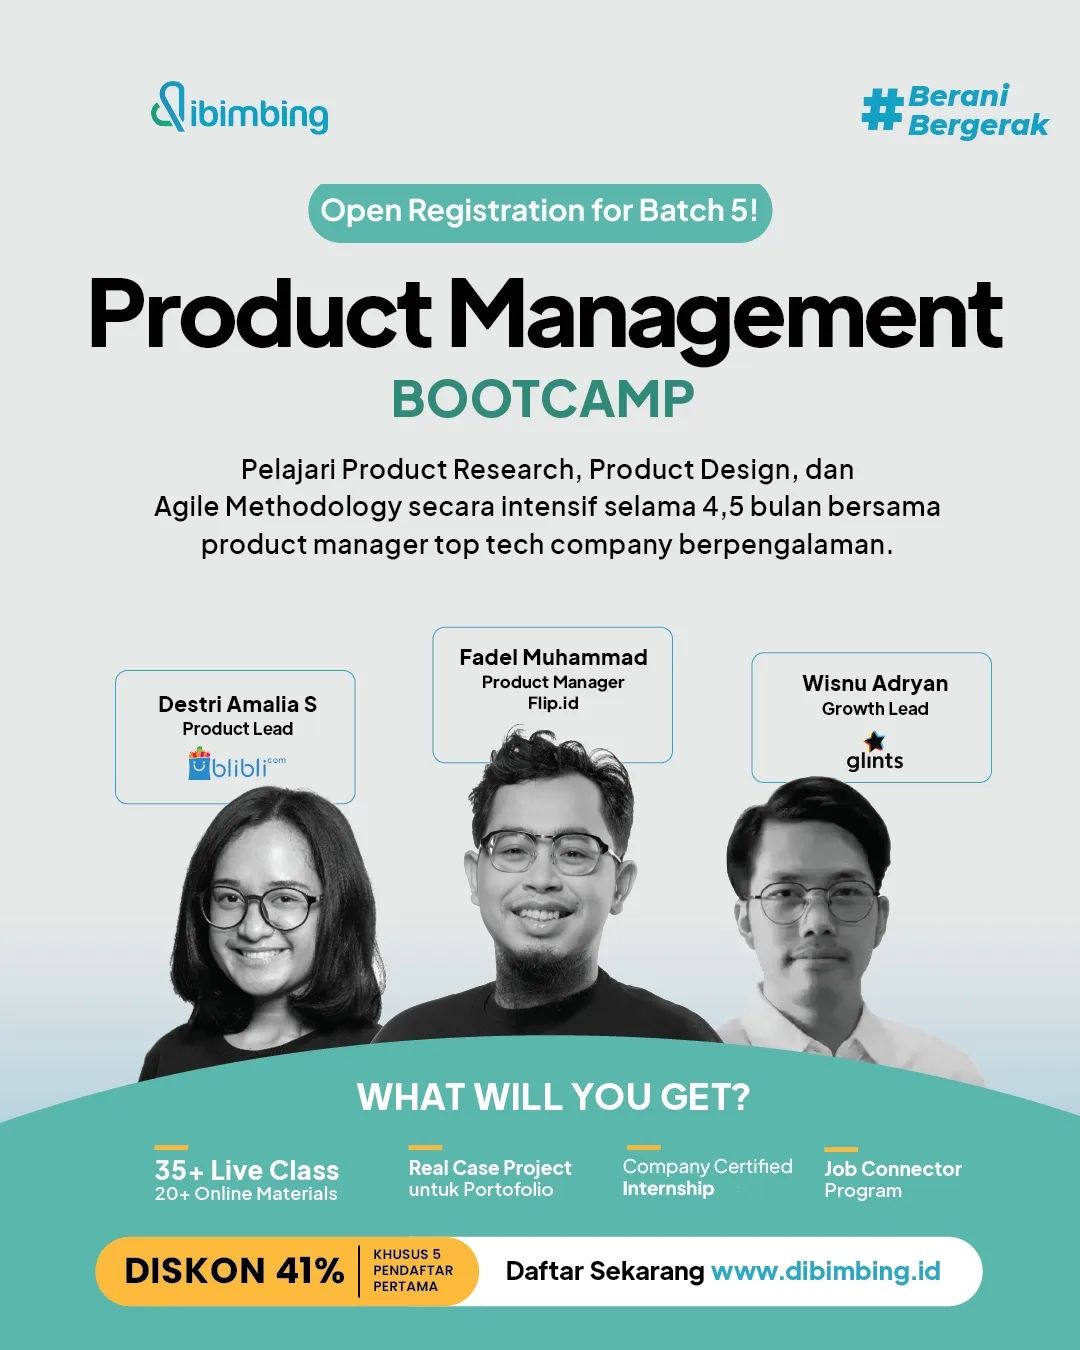 dibimbing
#Berani
Bergerak
Open Registration for Batch 5!
Product Management
BOOTCAMP
Pelajari Product Research, Product Design, dan
Agile Methodology secara intensif selama 4,5 bulan bersama
product manager top tech company berpengalaman.
Destri Amalia S
Product Lead
blibli.com
Fadel Muhammad
Product Manager
Flip.id
Wisnu Adryan
Growth Lead
glints
WHAT WILL YOU GET?
35+ Live Class
20+ Online Materials
Real Case Project
untuk Portofolio
Company Certified
Internship
Job Connector
Program
DISKON 41%
KHUSUS 5
PENDAFTAR
PERTAMA
Daftar Sekarang www.dibimbing.id